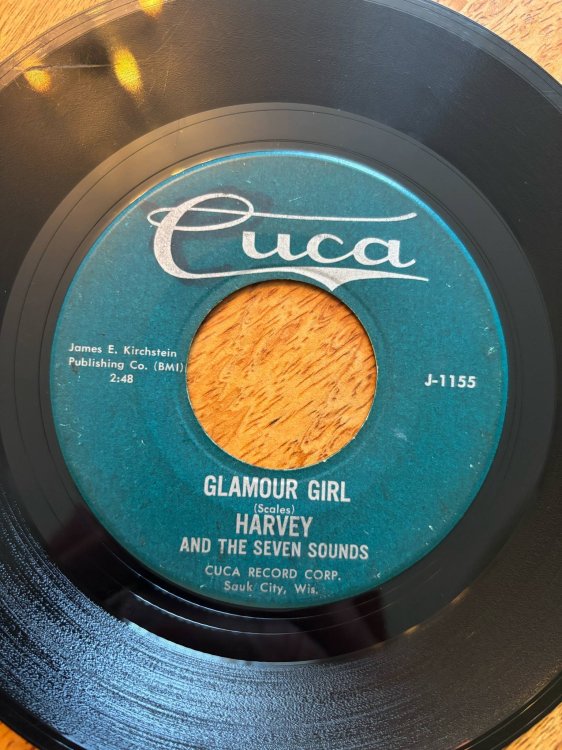 Cuca
James E. Kirchstein
Publishing Co. (BMI)
2:48
J-1155
GLAMOUR GIRL
(Scales)
HARVEY
AND THE SEVEN SOUNDS
CUCA RECORD CORP.
Sauk City, Wis.